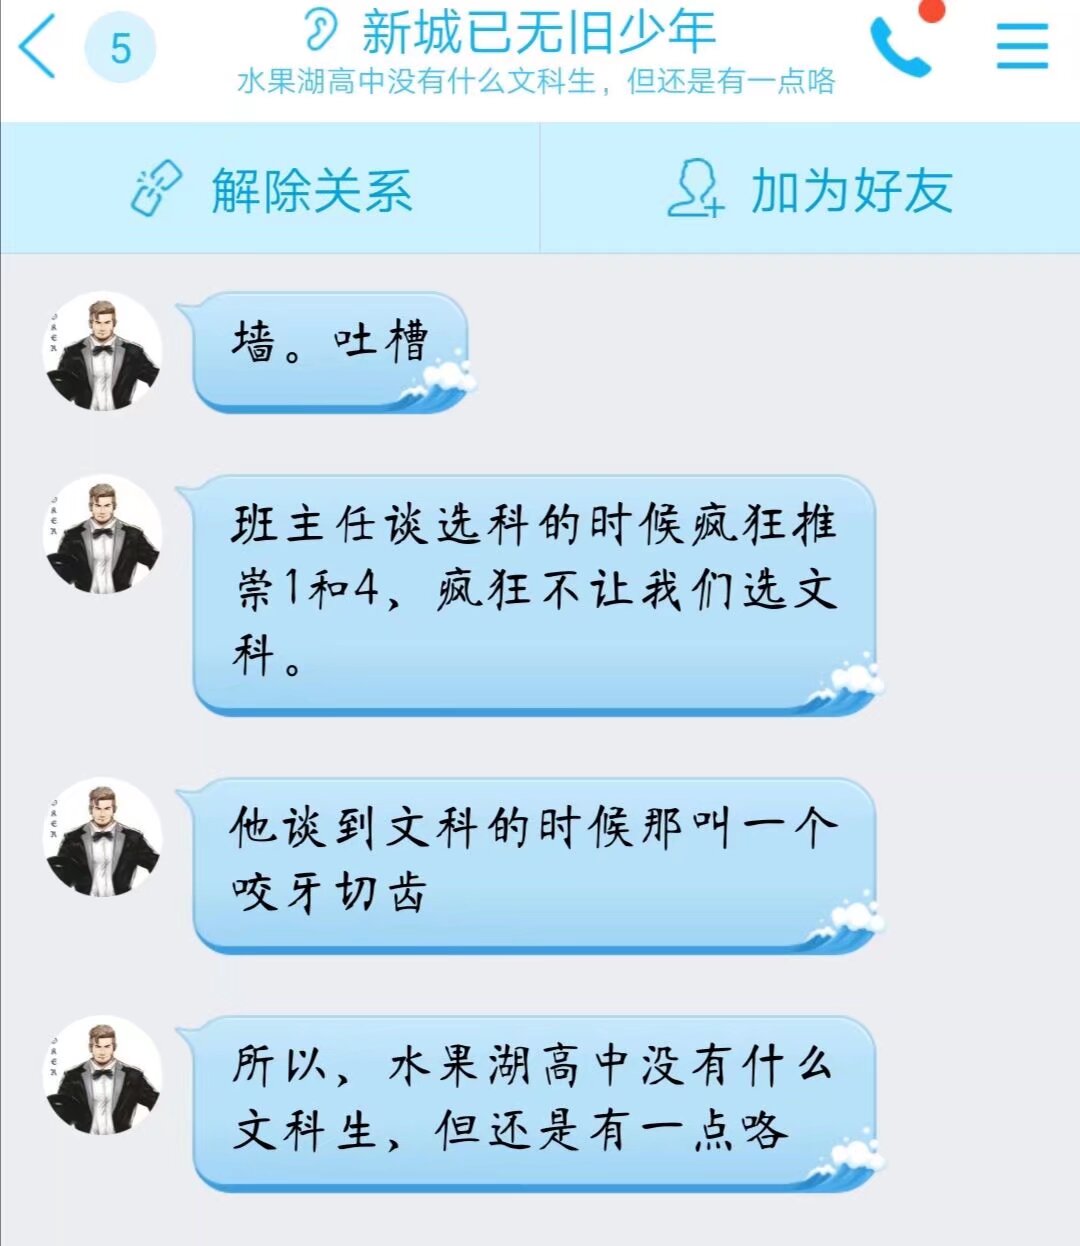 5
新城已无旧少年
水果湖高中没有什么文科生，但还是有一点咯
解除关系
加为好友
墙。吐槽
班主任谈选科的时候疯狂推
崇1和4、疯狂不让我们选文
科。
他谈到文科的时候那叫一个
咬牙切齿
所以、水果湖高中没有什么
文科生、但还是有一点咯